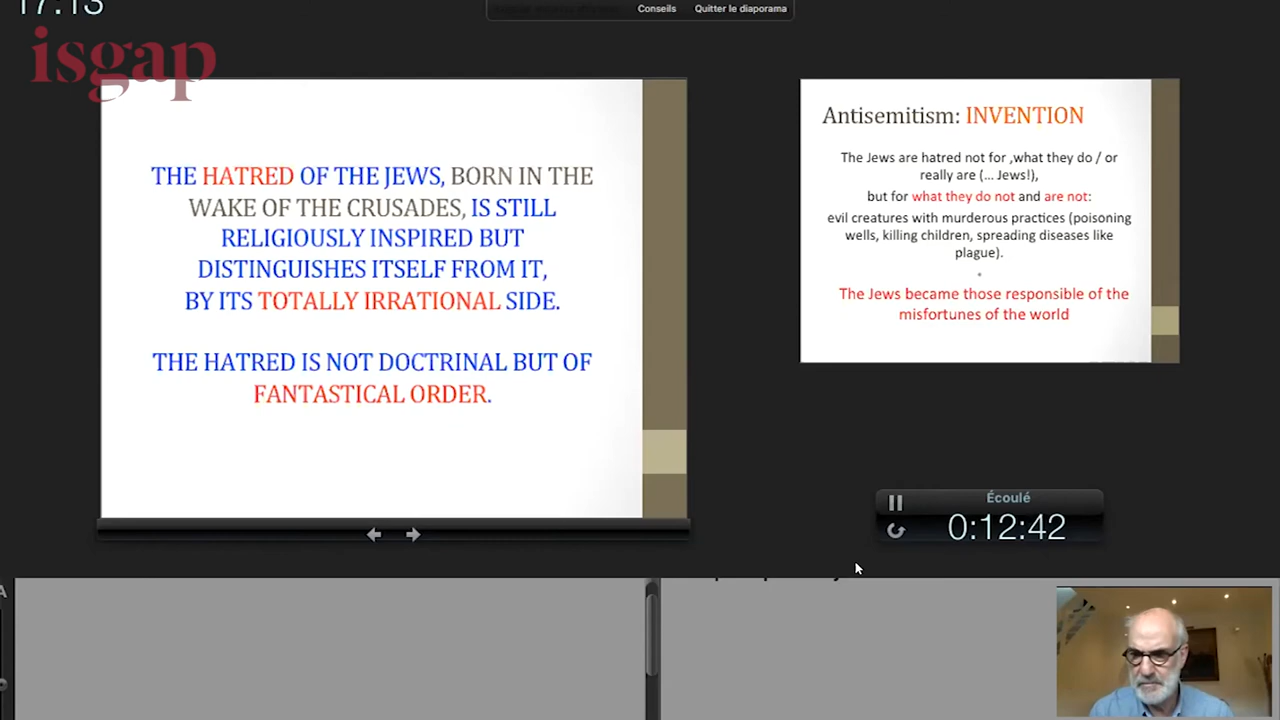 17:13
Conseils
Quitter le diaporama
isgap
THE HATRED OF THE JEWS, BORN IN THE
WAKE OF THE CRUSADES, IS STILL
RELIGIOUSLY INSPIRED BUT
DISTINGUISHES ITSELF FROM IT,
BY ITS TOTALLY IRRATIONAL SIDE.
THE HATRED IS NOT DOCTRINAL BUT OF
FANTASTICAL ORDER.
Antisemitism: INVENTION
The Jews are hatred not for ,what they do / or
really are (... Jews!),
but for what they do not and are not:
evil creatures with murderous practices (poisoning
wells, killing children, spreading diseases like
plague).
The Jews became those responsible of the
misfortunes of the world
Écoulé
0:12:42
A